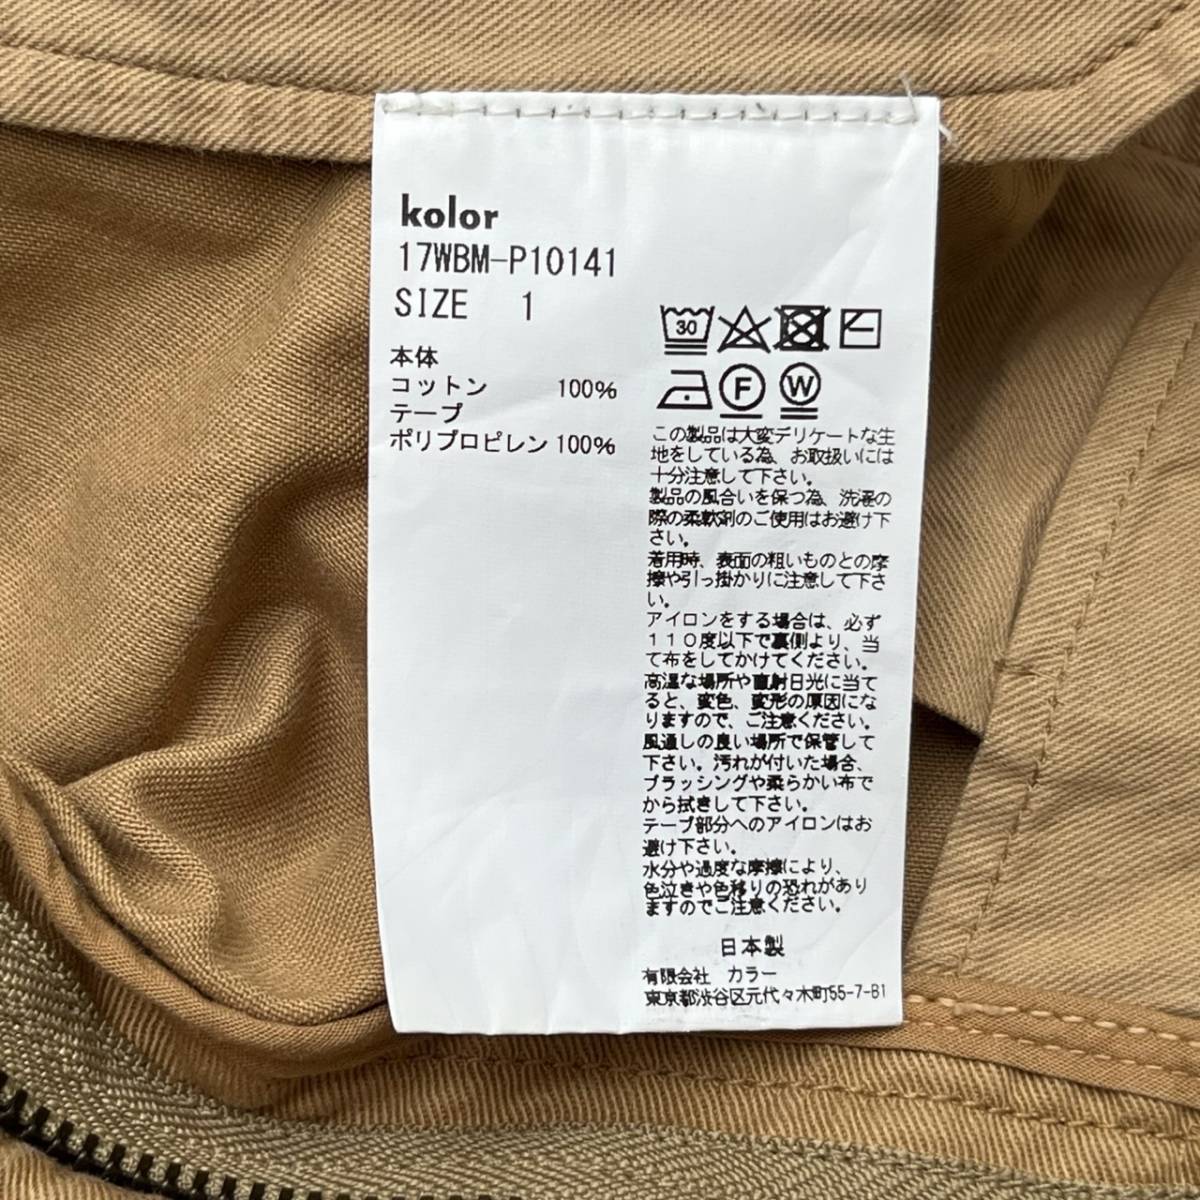 kolor
17WBM-P10141
SIZE 1
本体
コットン 100%
テープ
ポリプロピレン 100%
30
F W
この製品は大変デリケートな生
地をしている為、お取扱いには
十分注意して下さい。
製品の風合いを保つ為、洗濯の
際の柔軟剤のご使用はお避け下
さい。
着用時、表面の粗いものとの摩
擦や引っ掛かりに注意して下さ
い。
アイロンをする場合は、必ず
110度以下で裏側より、当
て布をしてかけてください。
高温な場所や直射日光に当て
ると、変色、変形の原因にな
りますので、ご注意ください。
風通しの良い場所で保管して
下さい。汚れが付いた場合、
ブラッシングや柔らかい布で
から拭きして下さい。
テープ部分へのアイロンはお
避け下さい。
水分や過度な摩擦により、
色泣きや色移りの恐れがあり
ますのでご注意ください。
日本製
有限会社 カラー
東京都渋谷区元代々木町55-7-B1